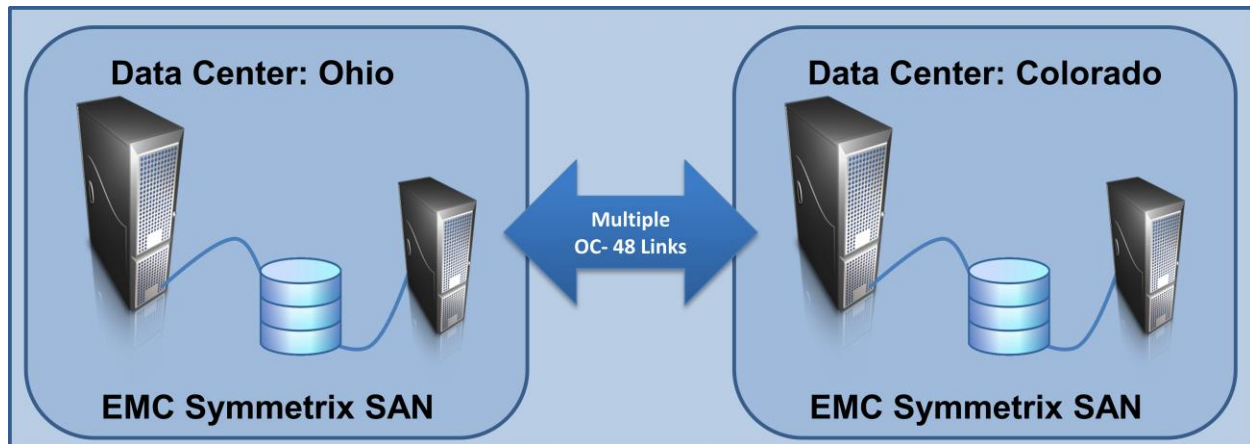 Data Center: Ohio
EMC Symmetrix SAN
Multiple
OC- 48 Links
Data Center: Colorado
EMC Symmetrix SAN